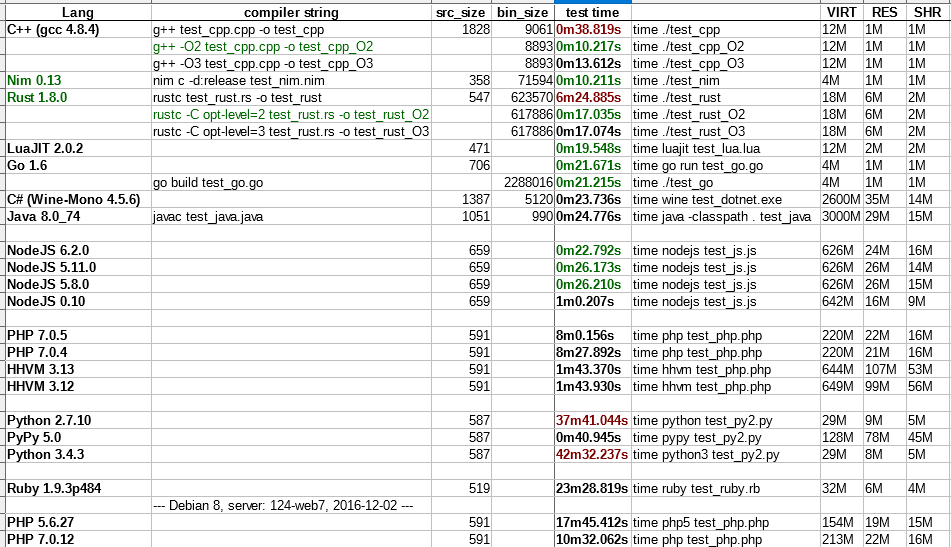 Lang compiler string src_size bin_size test time VIRT RES SHR
C++ (gcc 4.8.4) g++ test_cpp.cpp -o test_cpp 1828 9061 0m38.819s time ./test_cpp 12M 1M 1M
g++ -O2 test_cpp.cpp -o test_cpp_O2 8893 0m10.217s time ./test_cpp_O2 12M 1M 1M
g++ -O3 test_cpp.cpp -o test_cpp_O3 8893 0m13.612s time ./test_cpp_O3 12M 1M 1M
Nim 0.13 nim c -d:release test_nim.nim 358 71594 0m10.211s time ./test_nim 4M 1M 1M
Rust 1.8.0 rustc test_rust.rs -o test_rust 547 623570 6m24.885s time ./test_rust 18M 6M 2M
rustc -C opt-level=2 test_rust.rs -o test_rust_O2 617886 0m17.035s time ./test_rust_O2 18M 6M 2M
rustc -C opt-level=3 test_rust.rs -o test_rust_O3 617886 0m17.074s time ./test_rust_O3 18M 6M 2M
LuaJIT 2.0.2 471 0m19.548s time luajit test_lua.lua 12M 2M 2M
Go 1.6 706 0m21.671s time go run test_go.go 4M 1M 1M
go build test_go.go 2288016 0m21.215s time ./test_go 4M 1M 1M
C# (Wine-Mono 4.5.6) 1387 5120 0m23.736s time wine test_dotnet.exe 2600M 35M 14M
Java 8.0_74 javac test_java.java 1051 990 0m24.776s time java -classpath . test_java 3000M 29M 15M
NodeJS 6.2.0 659 0m22.792s time nodejs test_js.js 626M 24M 16M
NodeJS 5.11.0 659 0m26.173s time nodejs test_js.js 626M 26M 14M
NodeJS 5.8.0 659 0m26.210s time nodejs test_js.js 626M 26M 15M
NodeJS 0.10 659 1m0.207s time nodejs test_js.js 642M 16M 9M
PHP 7.0.5 591 8m0.156s time php test_php.php 220M 22M 16M
PHP 7.0.4 591 8m27.892s time php test_php.php 220M 21M 16M
HHVM 3.13 591 1m43.370s time hhvm test_php.php 644M 107M 53M
HHVM 3.12 591 1m43.930s time hhvm test_php.php 649M 99M 56M
Python 2.7.10 587 37m41.044s time python test_py2.py 29M 9M 5M
PyPy 5.0 587 0m40.945s time pypy test_py2.py 128M 78M 45M
Python 3.4.3 587 42m32.237s time python3 test_py2.py 29M 8M 5M
Ruby 1.9.3p484 519 23m28.819s time ruby test_ruby.rb 32M 6M 4M
--- Debian 8, server: 124-web7, 2016-12-02 ---
PHP 5.6.27 591 17m45.412s time php5 test_php.php 154M 19M 15M
PHP 7.0.12 591 10m32.062s time php test_php.php 213M 22M 16M